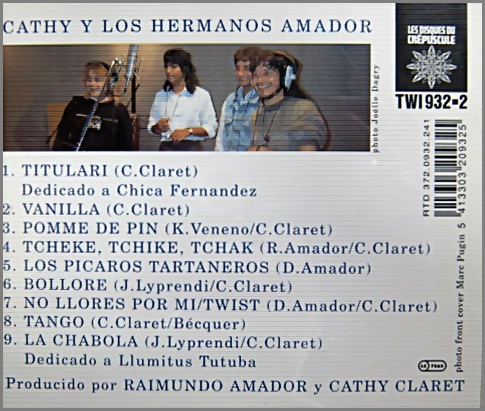 CATHY Y LOS HERMANOS AMADOR
LES DISQUES DU
CRÉPUSCULE
TWI 932-2
photo Joëlle Dagry
1. TITULARI (C.Claret)
Dedicado a Chica Fernandez
2. VANILLA (C.Claret)
3. POMME DE PIN (K.Veneno/C.Claret)
4. TCHEKE, TCHIKE, TCHAK (R.Amador/C.Claret)
5. LOS PICAROS TARTANEROS (D.Amador)
6. BOLLORE (J.Lyprendi/C.Claret)
7. NO LLORES POR MI/TWIST (D.Amador/C.Claret)
8. TANGO (C.Claret/Bécquer)
9. LA CHABOLA (J.Lyprendi/C.Claret)
Dedicado a Llumitus Tutuba
Producido por RAIMUNDO AMADOR y CATHY CLARET
RTD 372.0932.241
5 413303 209325
photo front cover Marc Pugin